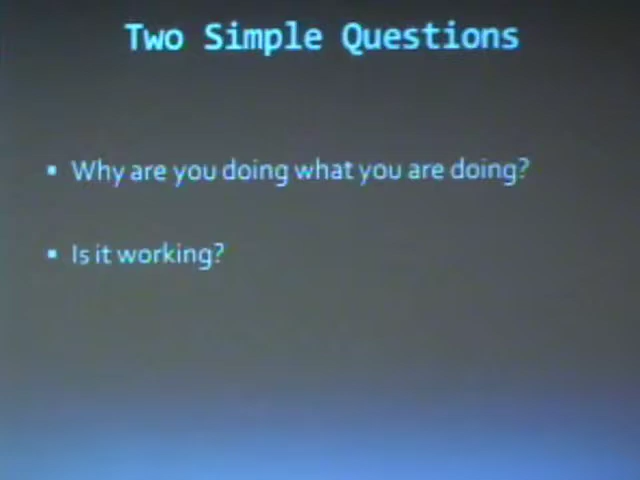 Two Simple Questions
Why are you doing what you are doing?
Is it working?